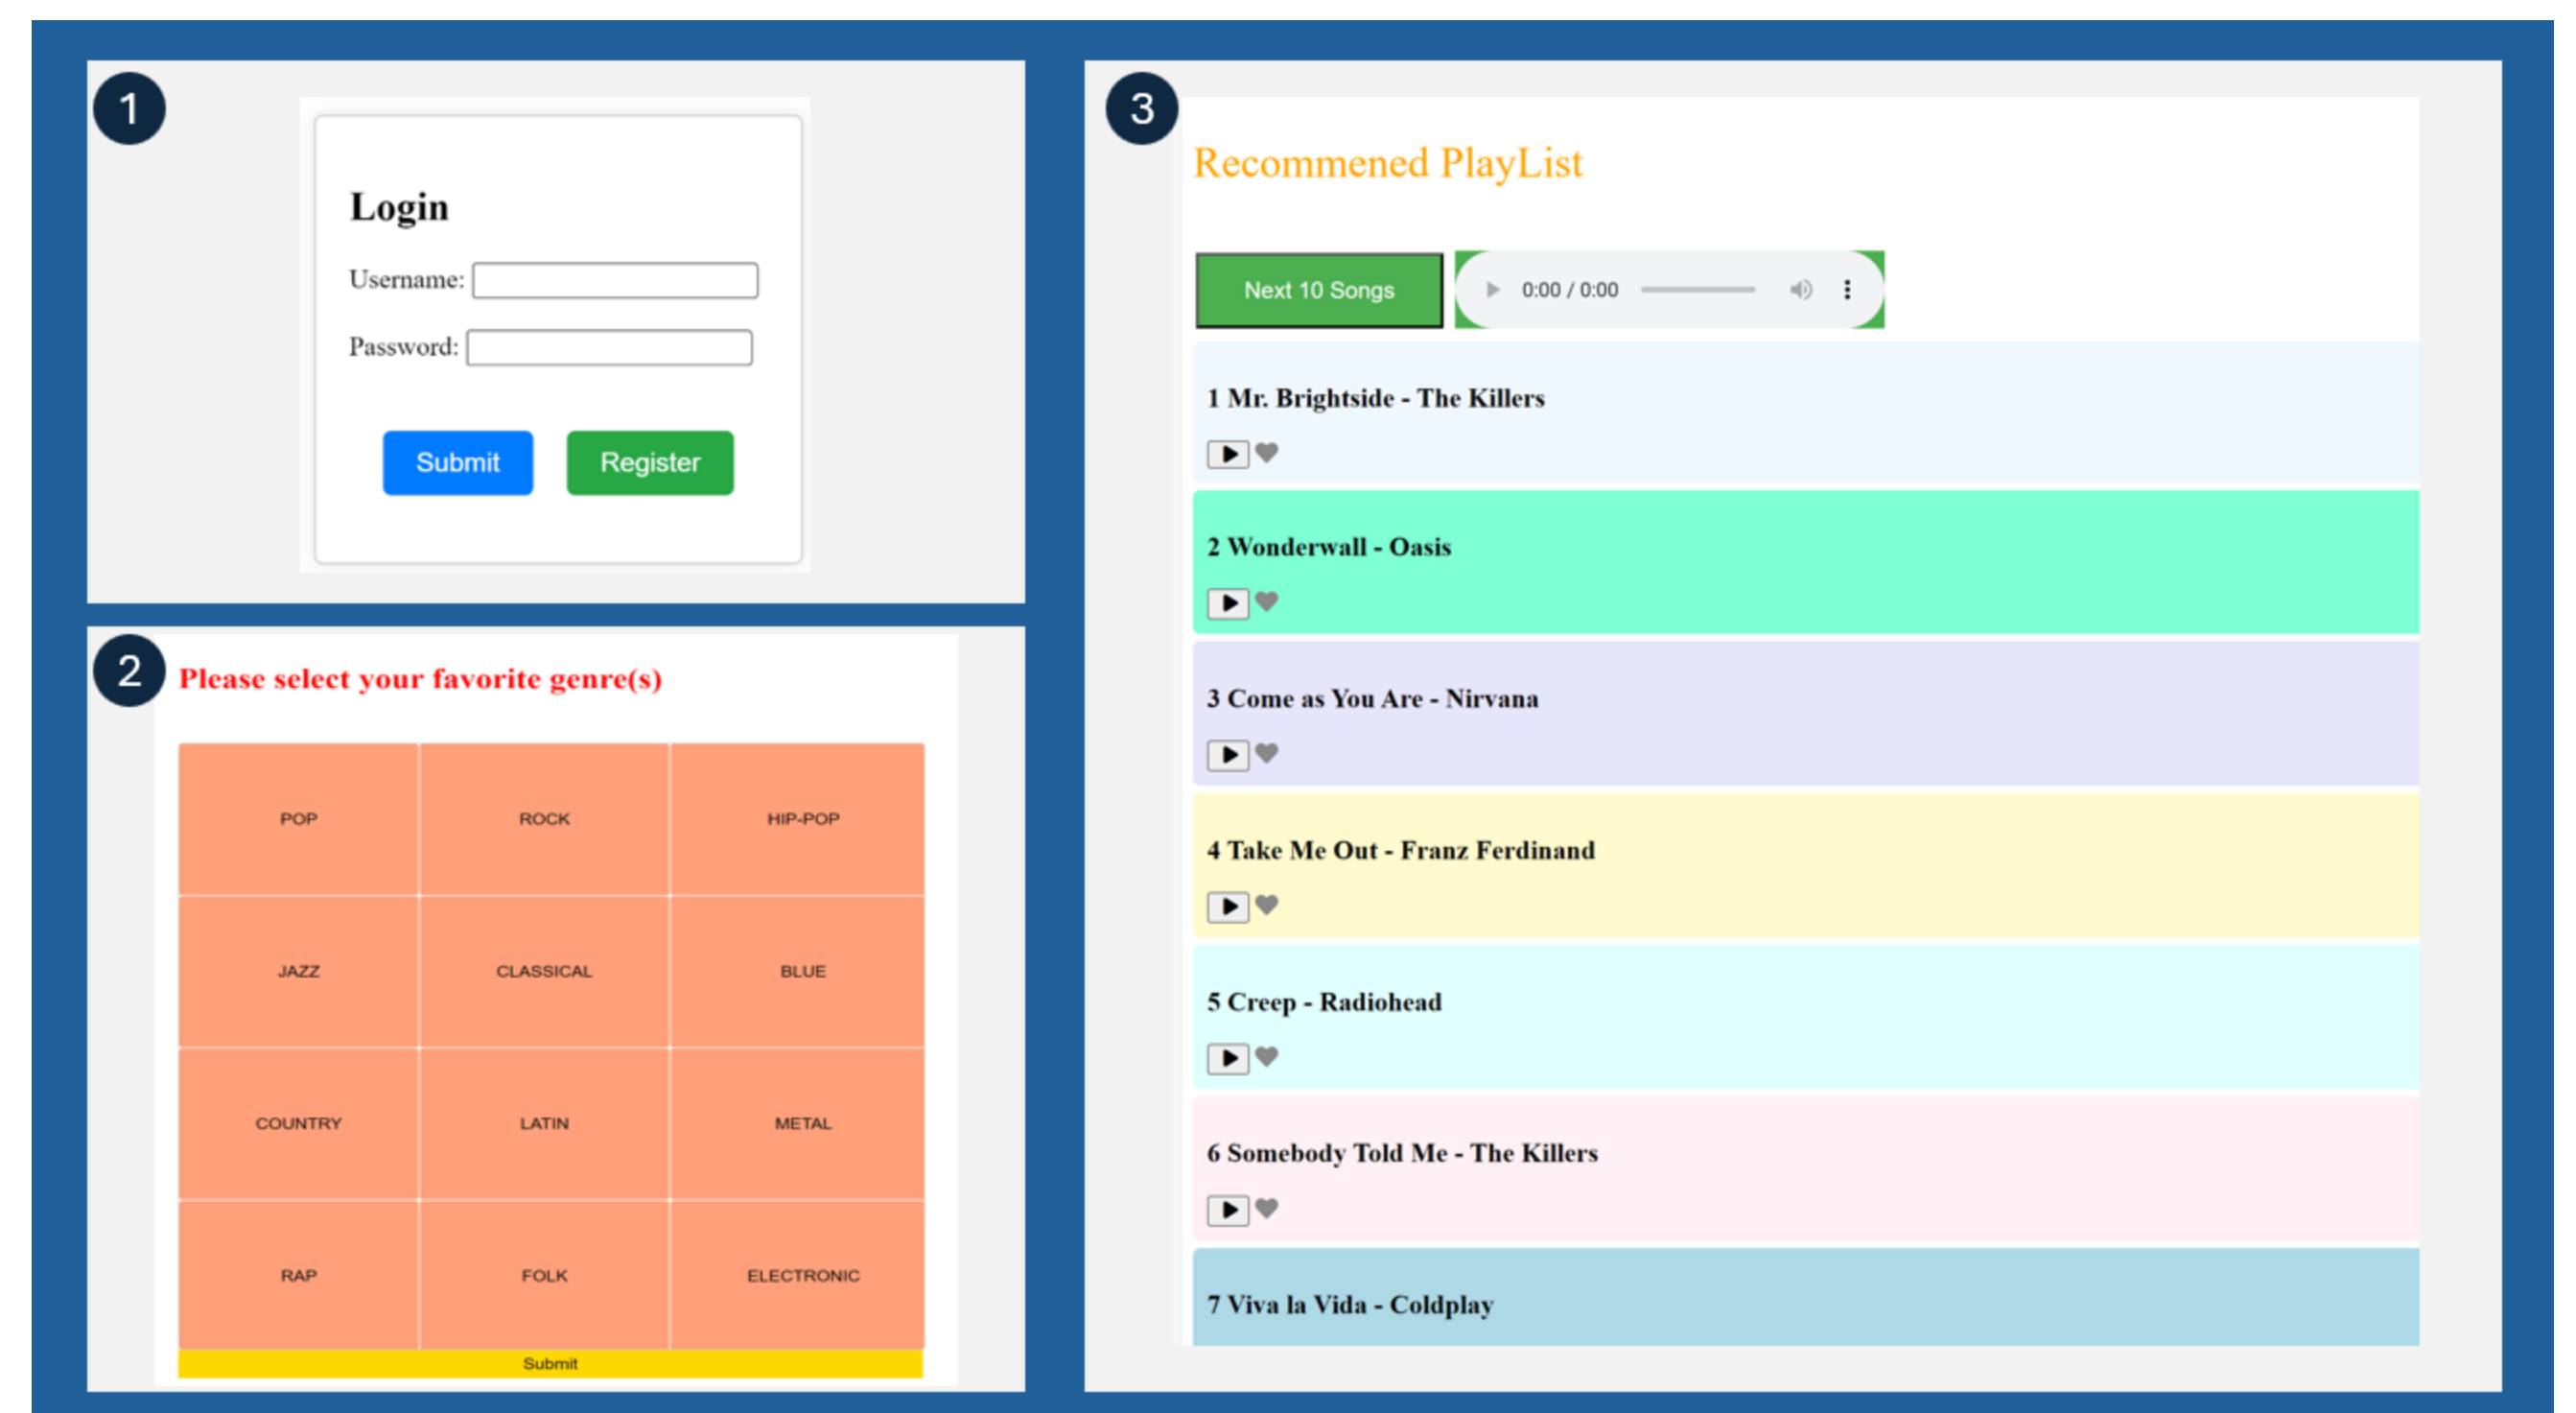 1
Login
Username:
Password:
Submit Register
2
Please select your favorite genre(s)
POP ROCK HIP-POP
JAZZ CLASSICAL BLUE
COUNTRY LATIN METAL
RAP FOLK ELECTRONIC
Submit
3
Recommened PlayList
Next 10 Songs 0:00 / 0:00
1 Mr. Brightside - The Killers
2 Wonderwall - Oasis
3 Come as You Are - Nirvana
4 Take Me Out - Franz Ferdinand
5 Creep - Radiohead
6 Somebody Told Me - The Killers
7 Viva la Vida - Coldplay